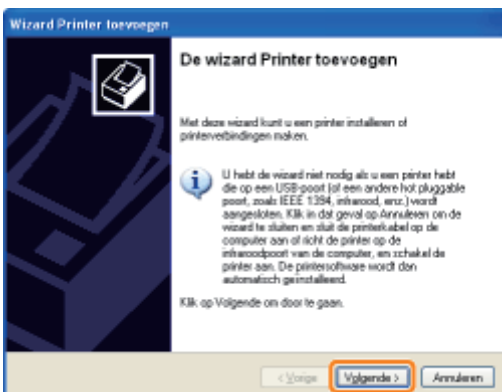 Wizard Printer toevoegen
De wizard Printer toevoegen
Met deze wizard kunt u een printer installeren of
printerverbindingen maken.
U hebt de wizard niet nodig als u een printer hebt
die op een USB-poort (of een andere hot pluggable
poort, zoals IEEE 1394, infrarood, enz.) wordt
aangesloten. Klik in dat geval op Annuleren om de
wizard te sluiten en sluit de printerkabel op de
computer aan of richt de printer op de
infraroodpoort van de computer, en schakel de
printer aan. De printersoftware wordt dan
automatisch geïnstalleerd.
Klik op Volgende om door te gaan.
< Vorige Volgende > Annuleren